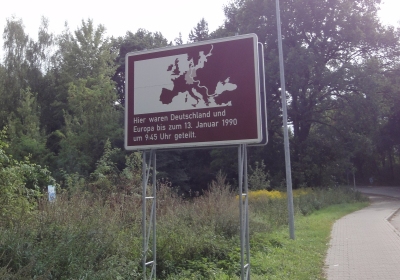 Hier waren Deutschland und
Europa bis zum 13. Januar 1990
um 9:45 Uhr geteilt.